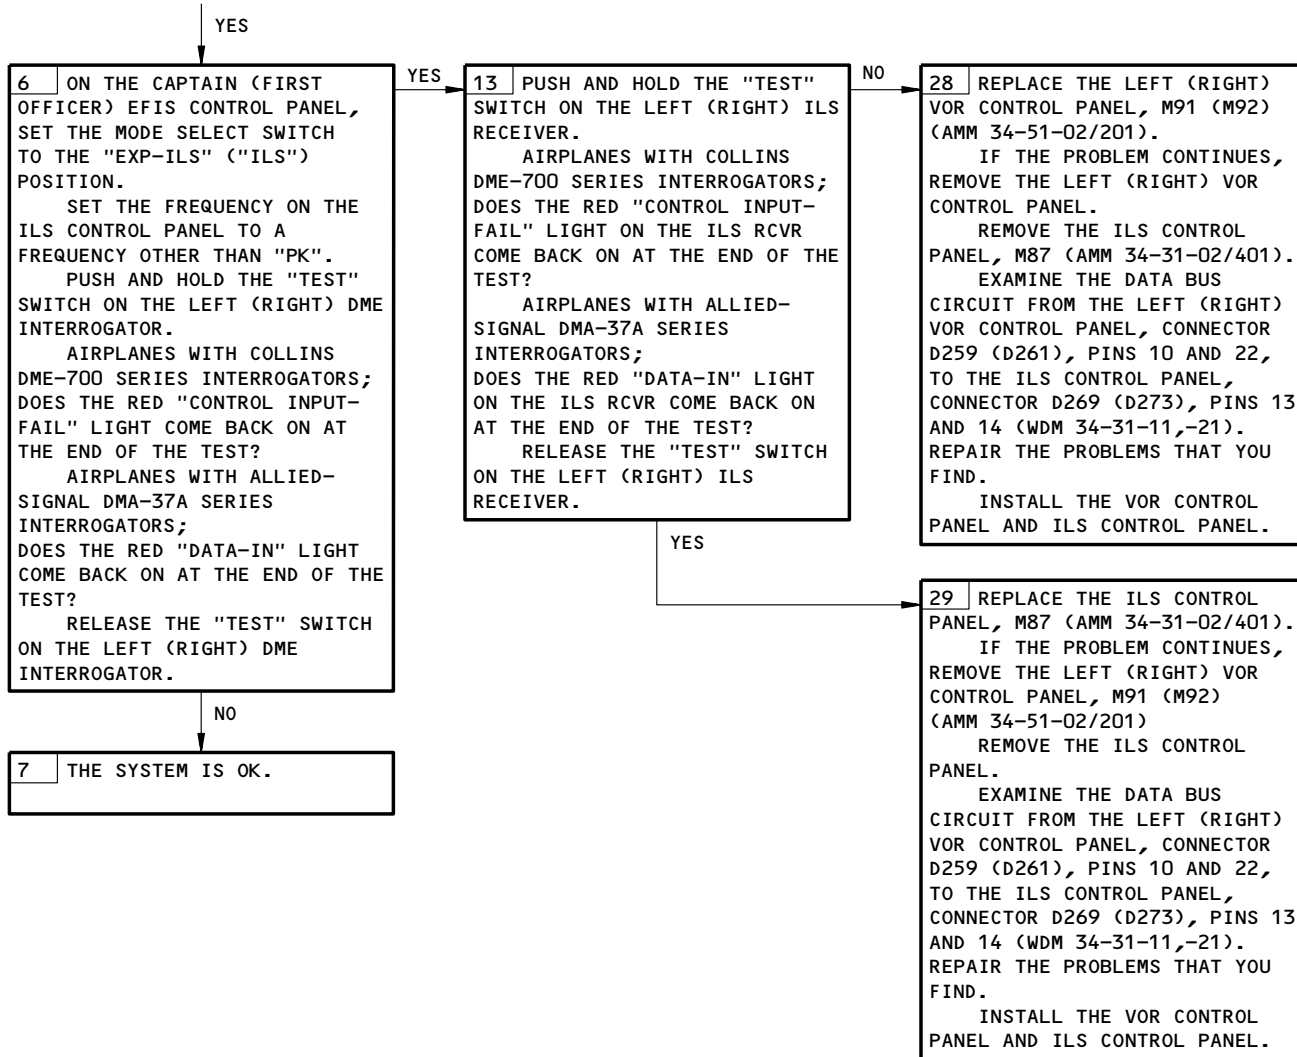 YES
6 ON THE CAPTAIN (FIRST
OFFICER) EFIS CONTROL PANEL,
SET THE MODE SELECT SWITCH
TO THE "EXP-ILS" ("ILS")
POSITION.
SET THE FREQUENCY ON THE
ILS CONTROL PANEL TO A
FREQUENCY OTHER THAN "PK".
PUSH AND HOLD THE "TEST"
SWITCH ON THE LEFT (RIGHT) DME
INTERROGATOR.
AIRPLANES WITH COLLINS
DME-700 SERIES INTERROGATORS;
DOES THE RED "CONTROL INPUT-
FAIL" LIGHT COME BACK ON AT
THE END OF THE TEST?
AIRPLANES WITH ALLIED-
SIGNAL DMA-37A SERIES
INTERROGATORS;
DOES THE RED "DATA-IN" LIGHT
COME BACK ON AT THE END OF THE
TEST?
RELEASE THE "TEST" SWITCH
ON THE LEFT (RIGHT) DME
INTERROGATOR.
NO
7 THE SYSTEM IS OK.
YES
13 PUSH AND HOLD THE "TEST"
SWITCH ON THE LEFT (RIGHT) ILS
RECEIVER.
AIRPLANES WITH COLLINS
DME-700 SERIES INTERROGATORS;
DOES THE RED "CONTROL INPUT-
FAIL" LIGHT ON THE ILS RCVR
COME BACK ON AT THE END OF THE
TEST?
AIRPLANES WITH ALLIED-
SIGNAL DMA-37A SERIES
INTERROGATORS;
DOES THE RED "DATA-IN" LIGHT
ON THE ILS RCVR COME BACK ON
AT THE END OF THE TEST?
RELEASE THE "TEST" SWITCH
ON THE LEFT (RIGHT) ILS
RECEIVER.
NO
28 REPLACE THE LEFT (RIGHT)
VOR CONTROL PANEL, M91 (M92)
(AMM 34-51-02/201).
IF THE PROBLEM CONTINUES,
REMOVE THE LEFT (RIGHT) VOR
CONTROL PANEL.
REMOVE THE ILS CONTROL
PANEL, M87 (AMM 34-31-02/401).
EXAMINE THE DATA BUS
CIRCUIT FROM THE LEFT (RIGHT)
VOR CONTROL PANEL, CONNECTOR
D259 (D261), PINS 10 AND 22,
TO THE ILS CONTROL PANEL,
CONNECTOR D269 (D273), PINS 13
AND 14 (WDM 34-31-11,-21).
REPAIR THE PROBLEMS THAT YOU
FIND.
INSTALL THE VOR CONTROL
PANEL AND ILS CONTROL PANEL.
YES
29 REPLACE THE ILS CONTROL
PANEL, M87 (AMM 34-31-02/401).
IF THE PROBLEM CONTINUES,
REMOVE THE LEFT (RIGHT) VOR
CONTROL PANEL, M91 (M92)
(AMM 34-51-02/201)
REMOVE THE ILS CONTROL
PANEL.
EXAMINE THE DATA BUS
CIRCUIT FROM THE LEFT (RIGHT)
VOR CONTROL PANEL, CONNECTOR
D259 (D261), PINS 10 AND 22,
TO THE ILS CONTROL PANEL,
CONNECTOR D269 (D273), PINS 13
AND 14 (WDM 34-31-11,-21).
REPAIR THE PROBLEMS THAT YOU
FIND.
INSTALL THE VOR CONTROL
PANEL AND ILS CONTROL PANEL.